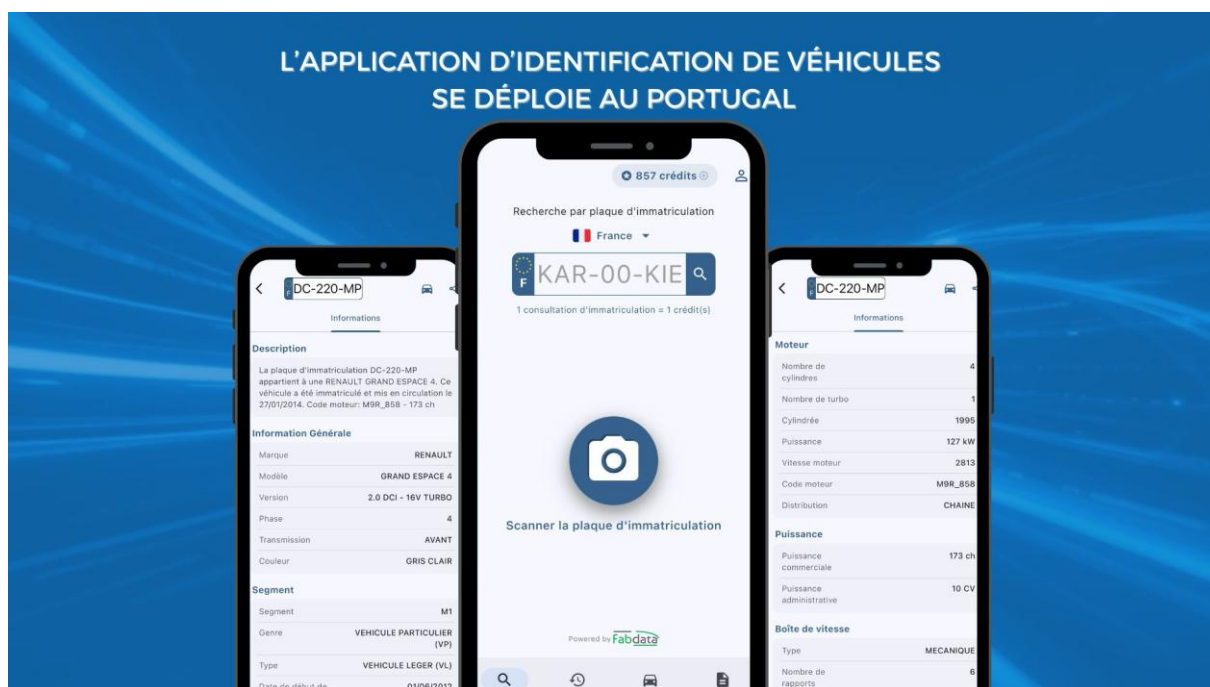 L'APPLICATION D'IDENTIFICATION DE VÉHICULES
SE DÉPLOIE AU PORTUGAL
DC-220-MP
F
Informations
Description
La plaque d'immatriculation DC-220-MP
appartient à une RENAULT GRAND ESPACE 4. Ce
véhicule a été immatriculé et mis en circulation le
27/01/2014. Code moteur: M9R_858 - 173 ch
Information Générale
Marque RENAULT
Modèle GRAND ESPACE 4
Version 2.0 DCI - 16V TURBO
Phase 4
Transmission AVANT
Couleur GRIS CLAIR
Segment
Segment M1
Genre VEHICULE PARTICULIER
(VP)
Type VEHICULE LEGER (VL)
Date de début de 01/06/2012
857 crédits
Recherche par plaque d'immatriculation
France
F
KAR-00-KIE
1 consultation d'immatriculation = 1 crédit(s)
Scanner la plaque d'immatriculation
Powered by Fabdata
DC-220-MP
F
Informations
Moteur
Nombre de
cylindres 4
Nombre de turbo 1
Cylindrée 1995
Puissance 127 kW
Vitesse moteur 2813
Code moteur M9R_858
Distribution CHAINE
Puissance
Puissance
commerciale 173 ch
Puissance
administrative 10 CV
Boîte de vitesse
Type MECANIQUE
Nombre de
rapports 6